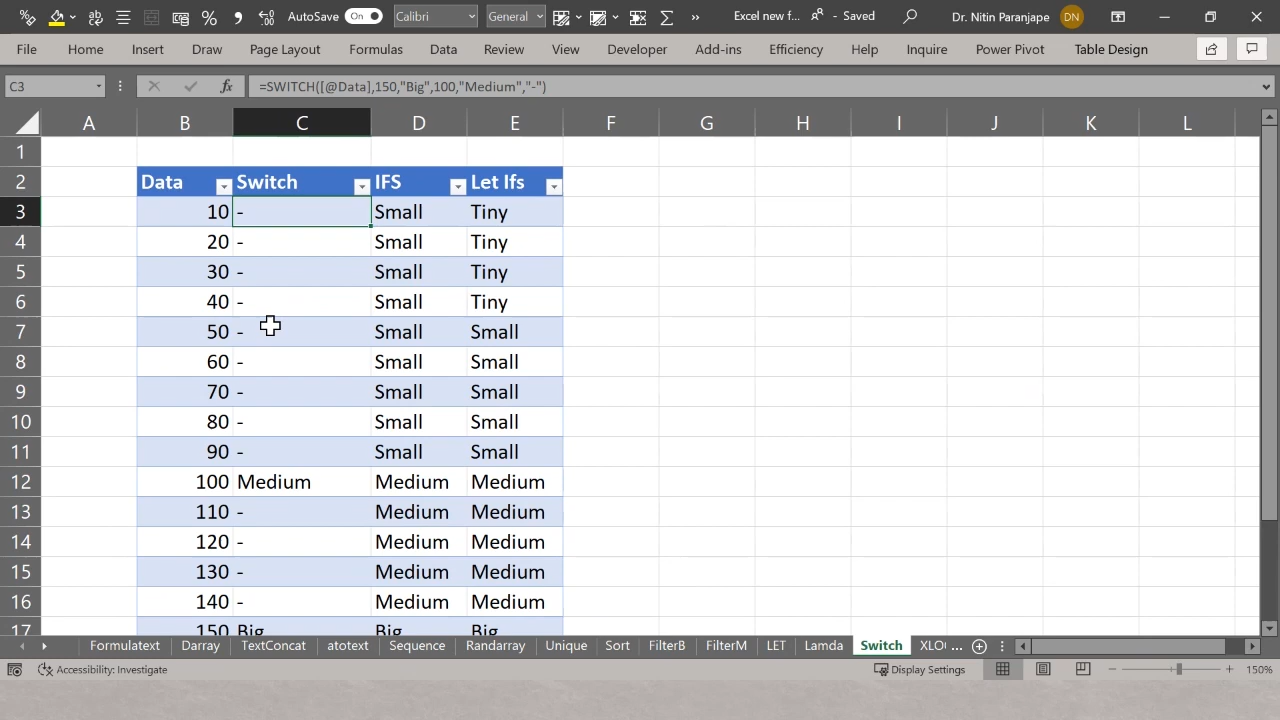 AutoSave On Calibri General Excel new f... - Saved Dr. Nitin Paranjape DN
File Home Insert Draw Page Layout Formulas Data Review View Developer Add-ins Efficiency Help Inquire Power Pivot Table Design
C3 fx =SWITCH([@Data],150,"Big",100,"Medium","-")
A B C D E F G H I J K L
1
2 Data Switch IFS Let Ifs
3 10 - Small Tiny
4 20 - Small Tiny
5 30 - Small Tiny
6 40 - Small Tiny
7 50 - Small Small
8 60 - Small Small
9 70 - Small Small
10 80 - Small Small
11 90 - Small Small
12 100 Medium Medium Medium
13 110 - Medium Medium
14 120 - Medium Medium
15 130 - Medium Medium
16 140 - Medium Medium
17 150 Big Big Big
Formulatext Darray TextConcat atotext Sequence Randarray Unique Sort FilterB FilterM LET Lamda Switch XLO ...
Accessibility: Investigate Display Settings 150%